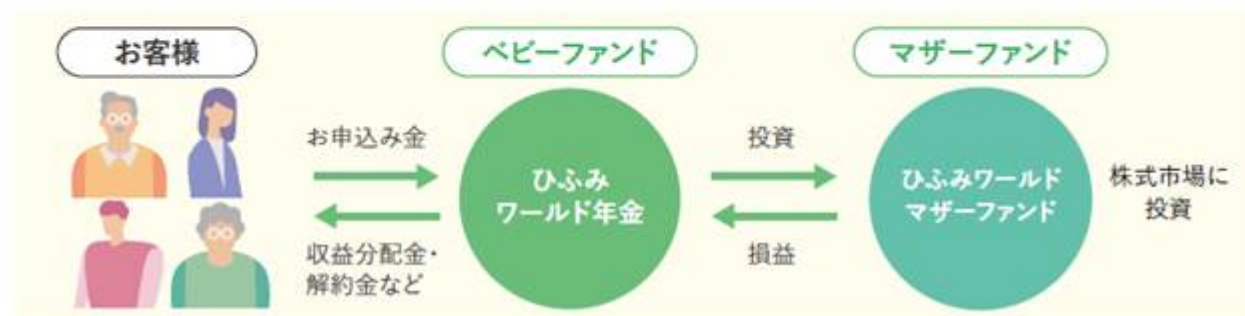 お客様
ベビーファンド
マザーファンド
お申込み金
収益分配金・
解約金など
ひふみ
ワールド年金
投資
損益
ひふみワールド
マザーファンド
株式市場に
投資